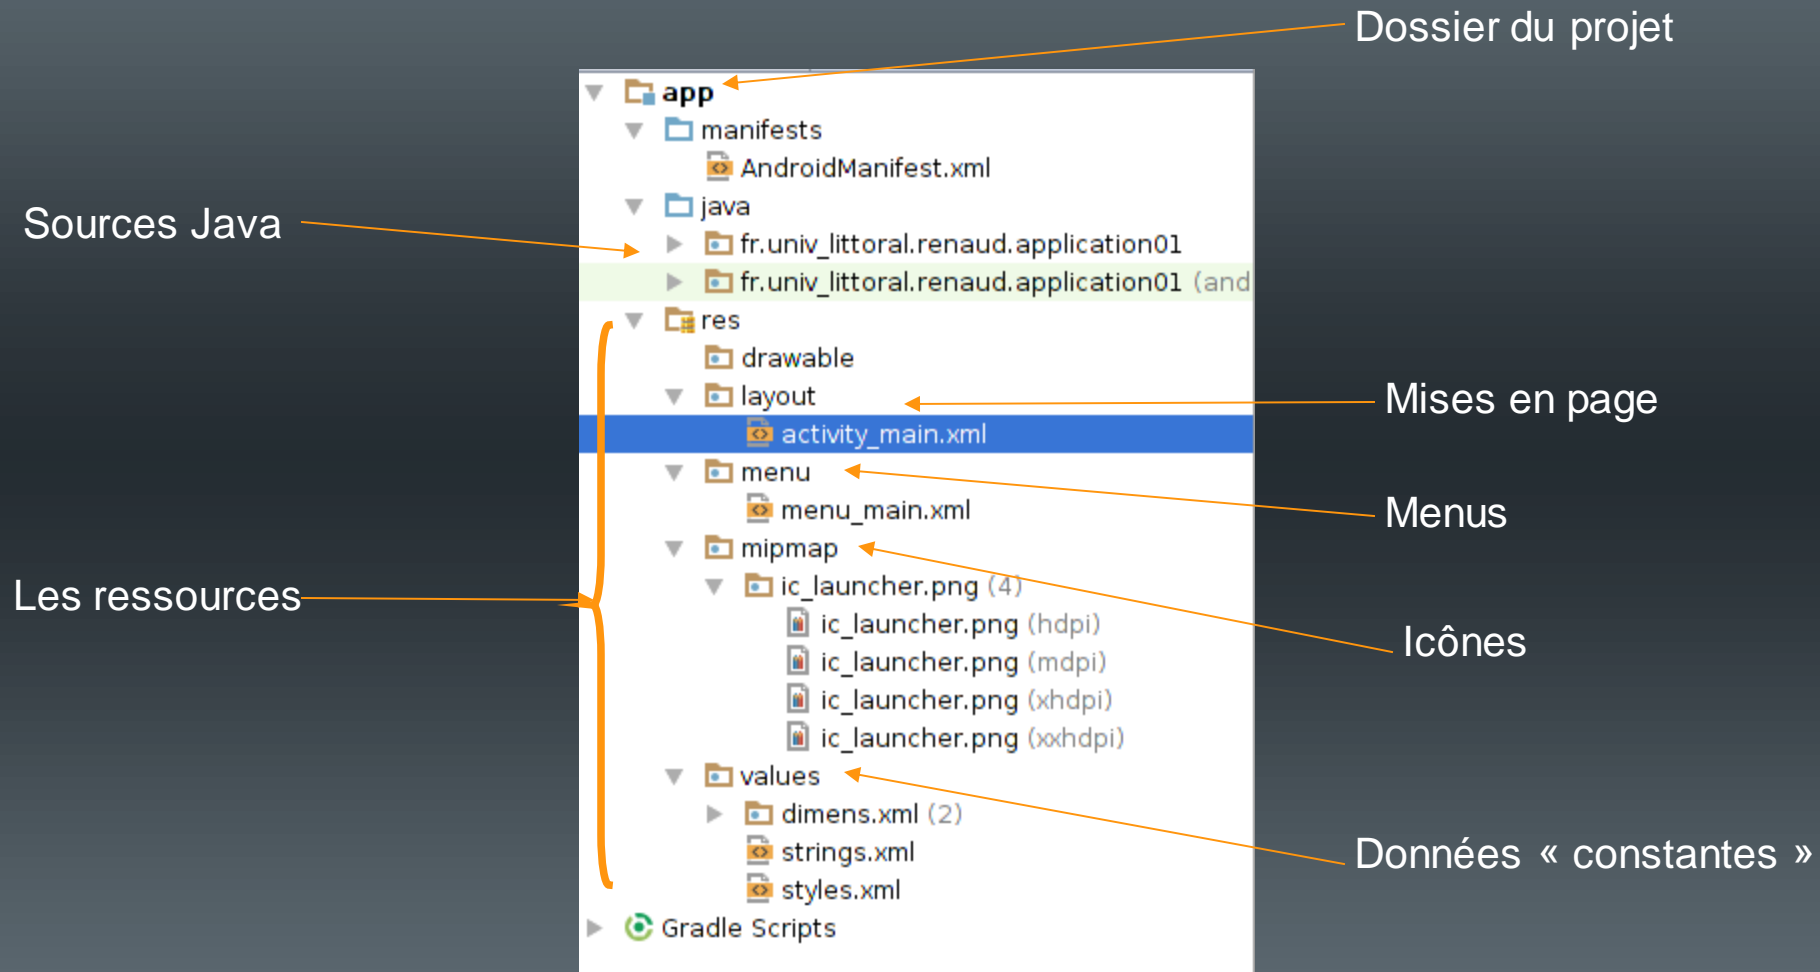 Dossier du projet
app
manifests
AndroidManifest.xml
Sources Java
java
fr.univ_littoral.renaud.application01
fr.univ_littoral.renaud.application01 (and
res
drawable
layout
Mises en page
activity_main.xml
menu
Menus
menu_main.xml
mipmap
Les ressources
ic_launcher.png (4)
ic_launcher.png (hdpi)
Icônes
ic_launcher.png (mdpi)
ic_launcher.png (xhdpi)
ic_launcher.png (xxhdpi)
values
dimens.xml (2)
Données « constantes »
strings.xml
styles.xml
Gradle Scripts